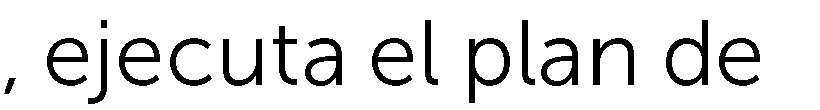 , ejecuta el plan de